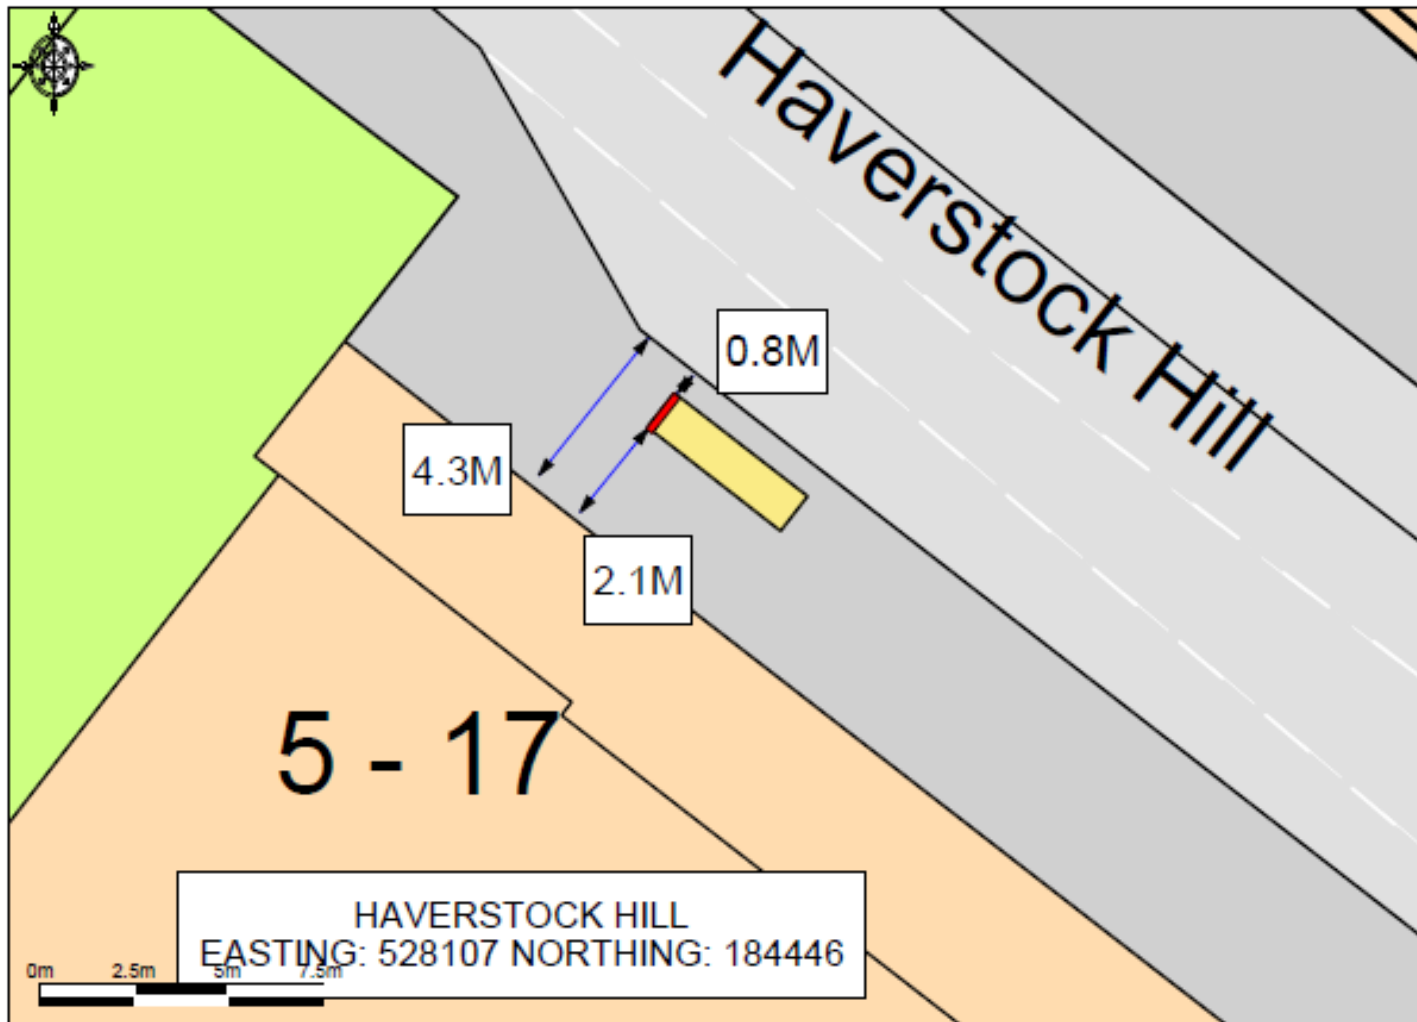 Haverstock Hill
0.8M
4.3M
2.1M
5 - 17
HAVERSTOCK HILL
EASTING: 528107 NORTHING: 184446
0m 2.5m 5m 7.5m